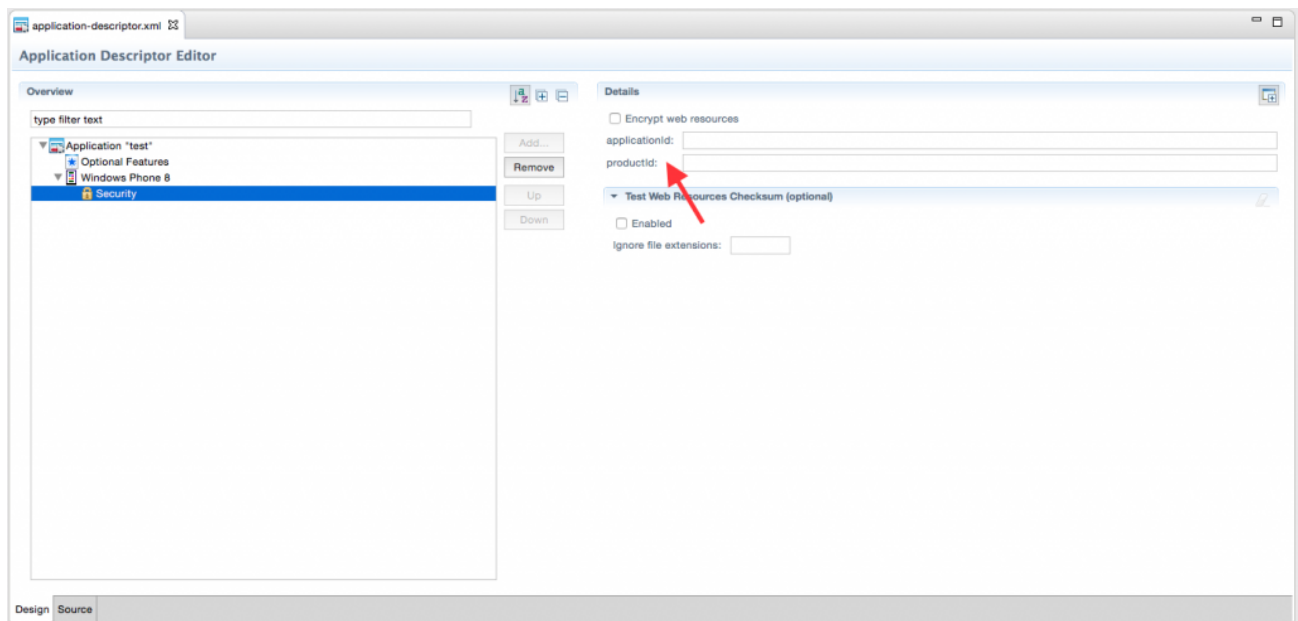 application-descriptor.xml
Application Descriptor Editor
Overview
type filter text
Application "test"
Optional Features
Windows Phone 8
Security
Add...
Remove
Up
Down
Details
Encrypt web resources
applicationId:
productId:
Test Web Resources Checksum (optional)
Enabled
Ignore file extensions:
Design Source